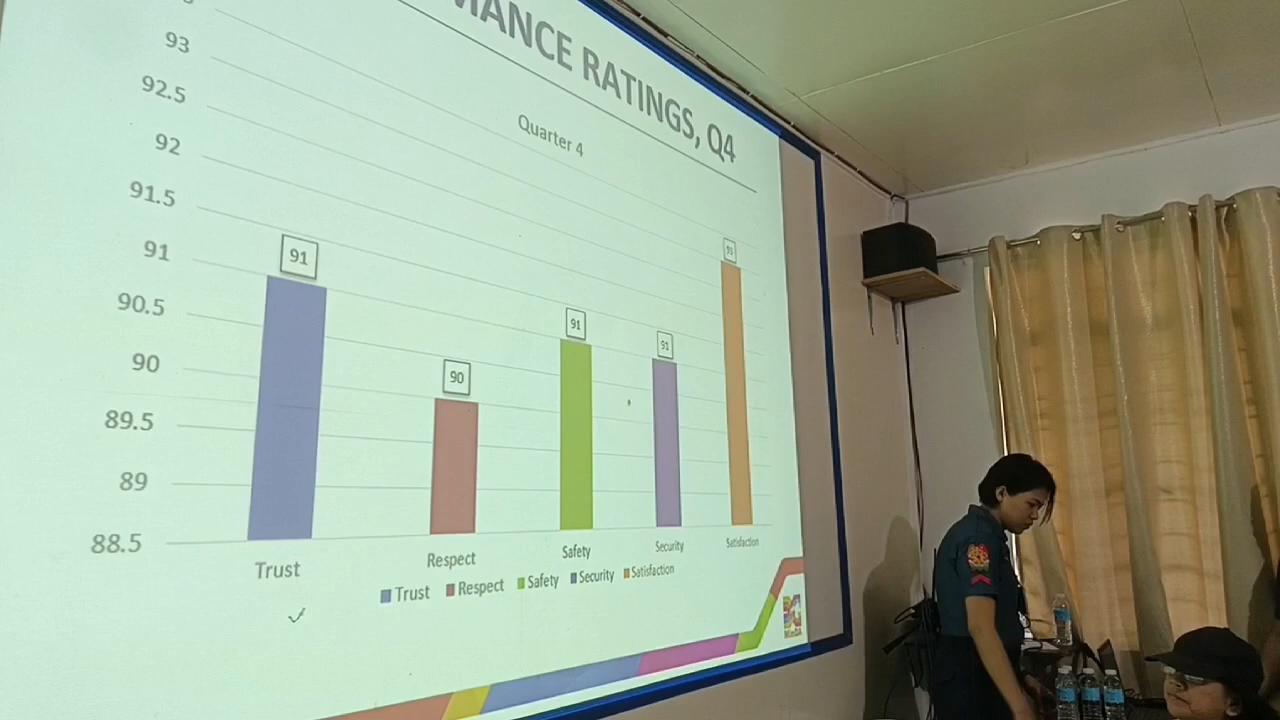 MANCE RATINGS, Q4
Quarter 4
93
92.5
92
91.5
91
90.5
90
89.5
89
88.5
91
90
91
91
93
Trust
Respect
Safety
Security
Satisfaction
Trust Respect Safety Security Satisfaction